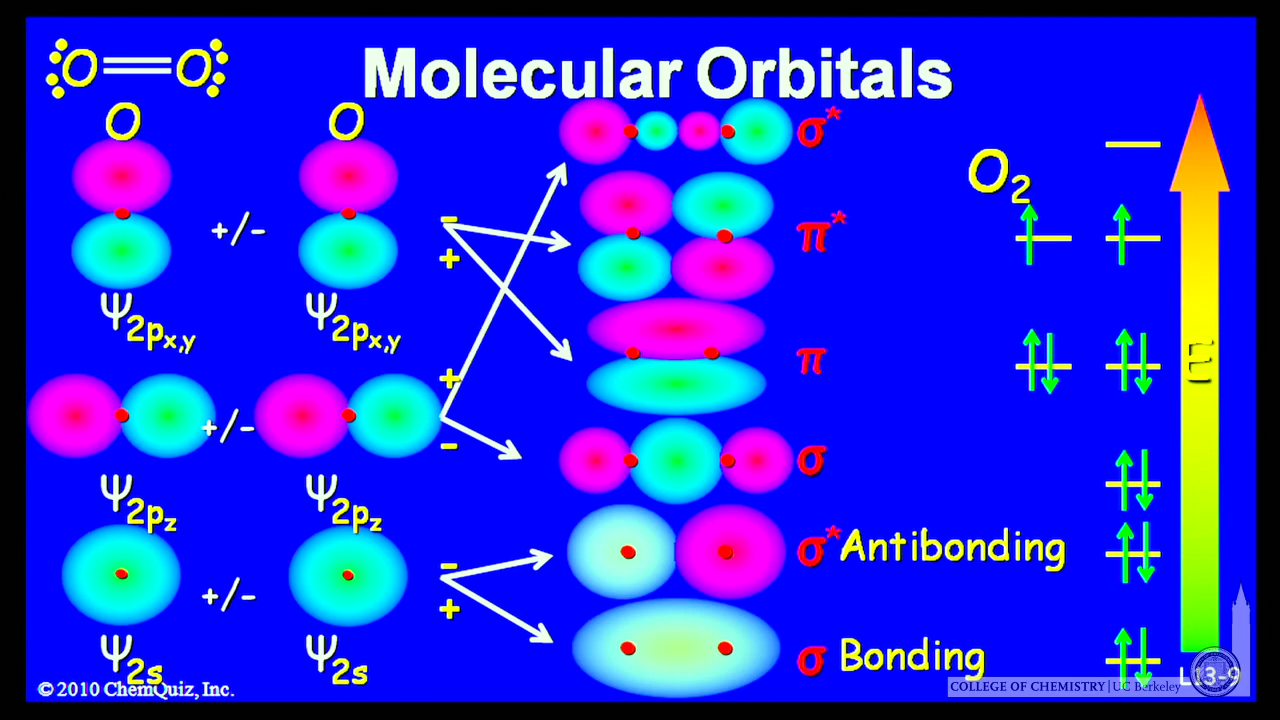 O=O
Molecular Orbitals
O O
σ*
O₂
+/- -
π*
+
Ψ2px,y Ψ2px,y
π
E
+
+/-
-
σ
Ψ2pz Ψ2pz
σ* Antibonding
-
+/- +
Ψ2s Ψ2s
σ Bonding
L13-9
© 2010 ChemQuiz, Inc.
COLLEGE OF CHEMISTRY | UC Berkeley